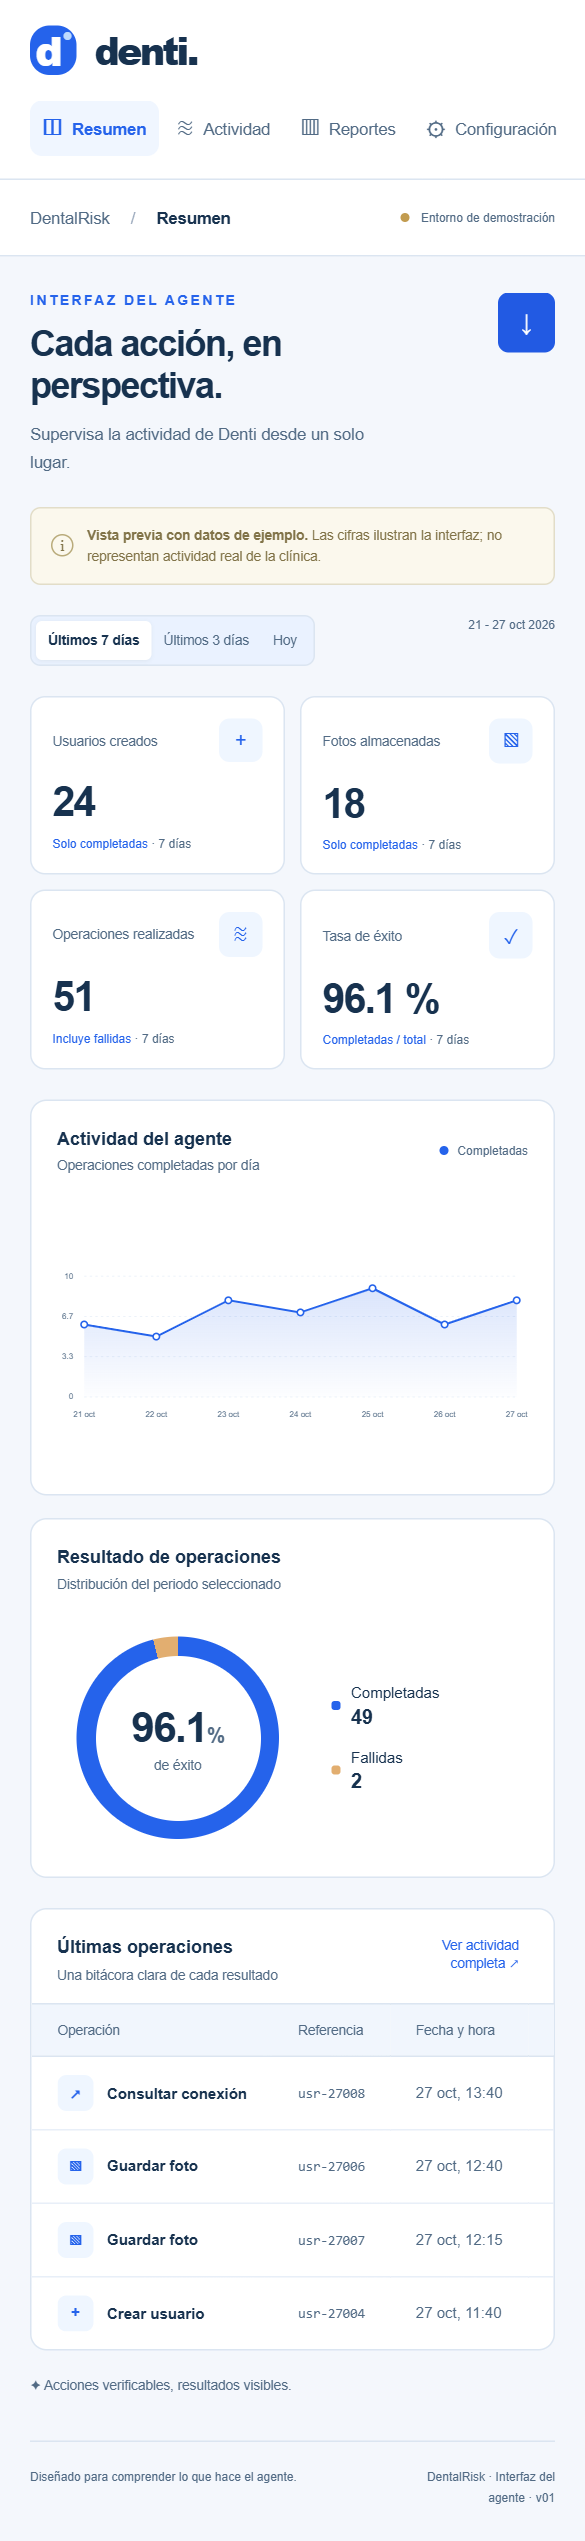 denti.
Resumen
Actividad
Reportes
Configuración
DentalRisk / Resumen
Entorno de demostración
INTERFAZ DEL AGENTE
Cada acción, en
perspectiva.
↓
Supervisa la actividad de Denti desde un solo
lugar.
Vista previa con datos de ejemplo. Las cifras ilustran la interfaz; no
representan actividad real de la clínica.
Últimos 7 días
Últimos 3 días
Hoy
21 - 27 oct 2026
Usuarios creados
+
24
Solo completadas · 7 días
Fotos almacenadas
18
Solo completadas · 7 días
Operaciones realizadas
51
Incluye fallidas · 7 días
Tasa de éxito
✓
96.1 %
Completadas / total · 7 días
Actividad del agente
Operaciones completadas por día
Completadas
10
6.7
3.3
0
21 oct
22 oct
23 oct
24 oct
25 oct
26 oct
27 oct
Resultado de operaciones
Distribución del periodo seleccionado
96.1%
de éxito
Completadas
49
Fallidas
2
Últimas operaciones
Una bitácora clara de cada resultado
Ver actividad
completa ↗
Operación
Referencia
Fecha y hora
↗ Consultar conexión usr-27008 27 oct, 13:40
Guardar foto usr-27006 27 oct, 12:40
Guardar foto usr-27007 27 oct, 12:15
+ Crear usuario usr-27004 27 oct, 11:40
✦ Acciones verificables, resultados visibles.
Diseñado para comprender lo que hace el agente.
DentalRisk · Interfaz del
agente · v01